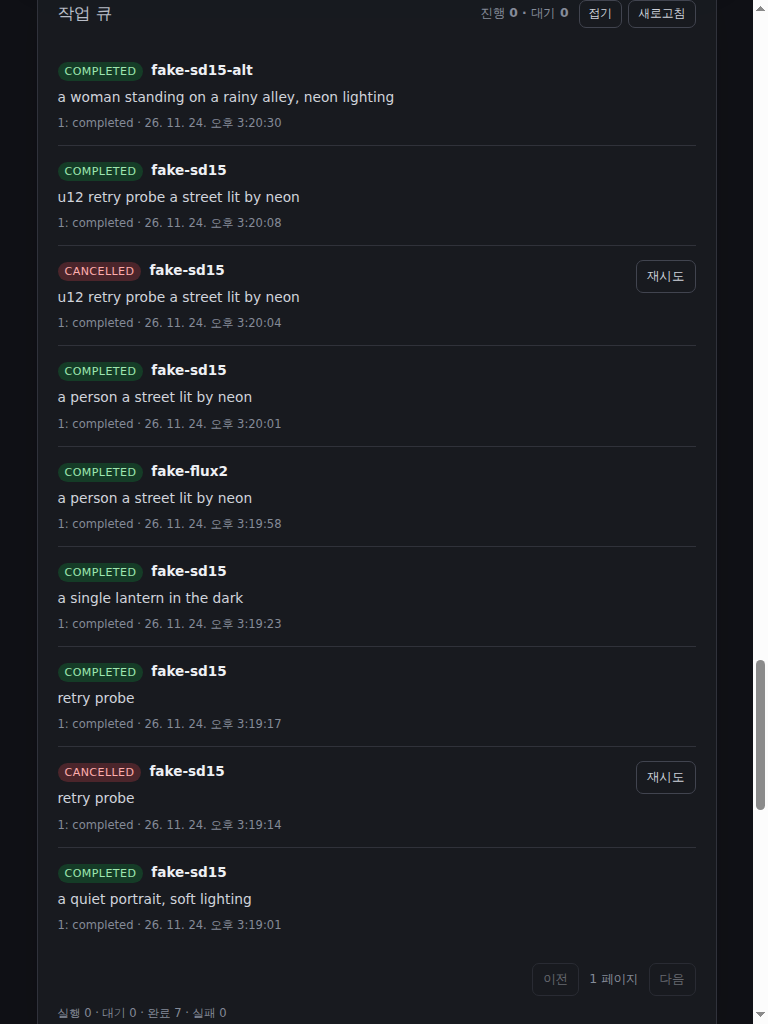 작업 큐
진행 0 · 대기 0 접기 새로고침
COMPLETED fake-sd15-alt
a woman standing on a rainy alley, neon lighting
1: completed · 26. 11. 24. 오후 3:20:30
COMPLETED fake-sd15
u12 retry probe a street lit by neon
1: completed · 26. 11. 24. 오후 3:20:08
CANCELLED fake-sd15 재시도
u12 retry probe a street lit by neon
1: completed · 26. 11. 24. 오후 3:20:04
COMPLETED fake-sd15
a person a street lit by neon
1: completed · 26. 11. 24. 오후 3:20:01
COMPLETED fake-flux2
a person a street lit by neon
1: completed · 26. 11. 24. 오후 3:19:58
COMPLETED fake-sd15
a single lantern in the dark
1: completed · 26. 11. 24. 오후 3:19:23
COMPLETED fake-sd15
retry probe
1: completed · 26. 11. 24. 오후 3:19:17
CANCELLED fake-sd15 재시도
retry probe
1: completed · 26. 11. 24. 오후 3:19:14
COMPLETED fake-sd15
a quiet portrait, soft lighting
1: completed · 26. 11. 24. 오후 3:19:01
이전 1 페이지 다음
실행 0 · 대기 0 · 완료 7 · 실패 0